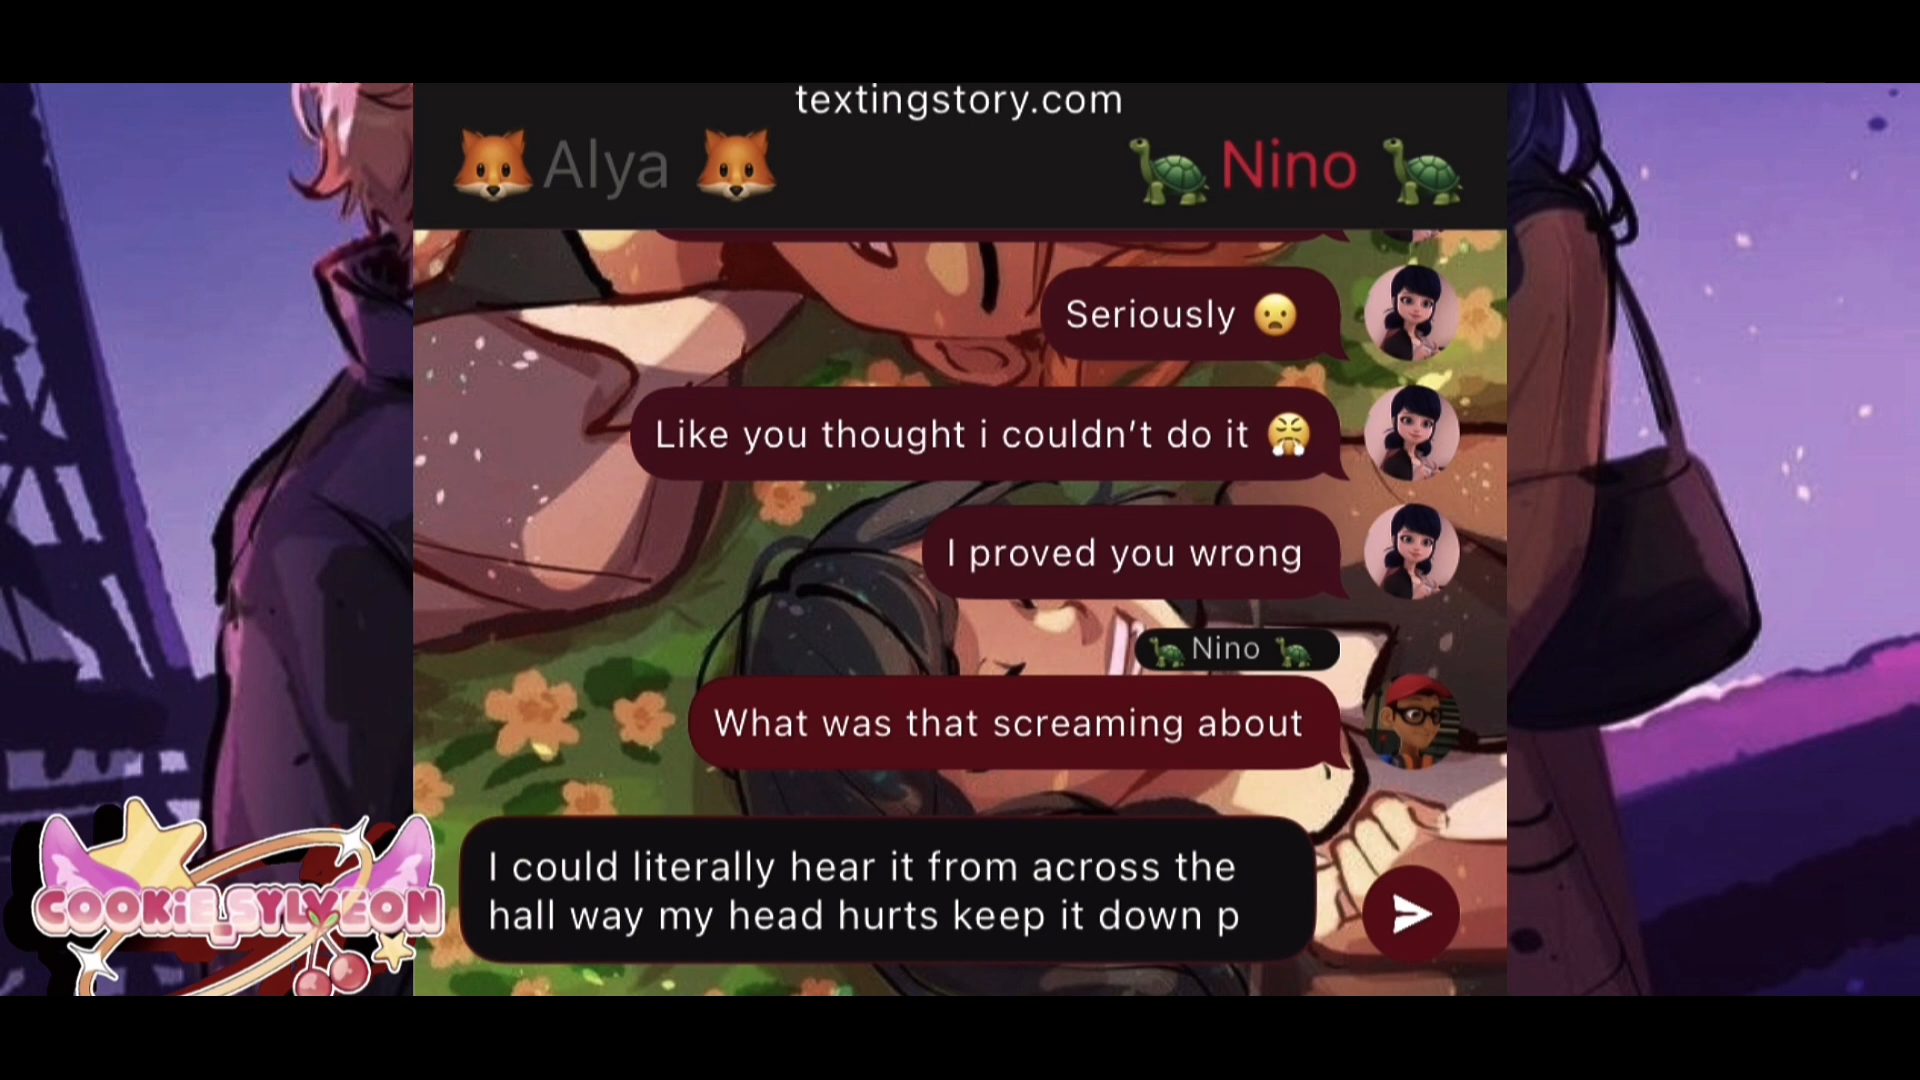 textingstory.com
🦊Alya 🦊
🐢Nino 🐢
Seriously 😦
Like you thought i couldn't do it 😤
I proved you wrong
🐢Nino 🐢
What was that screaming about
I could literally hear it from across the
hall way my head hurts keep it down p
COOKiE_SYLVEON